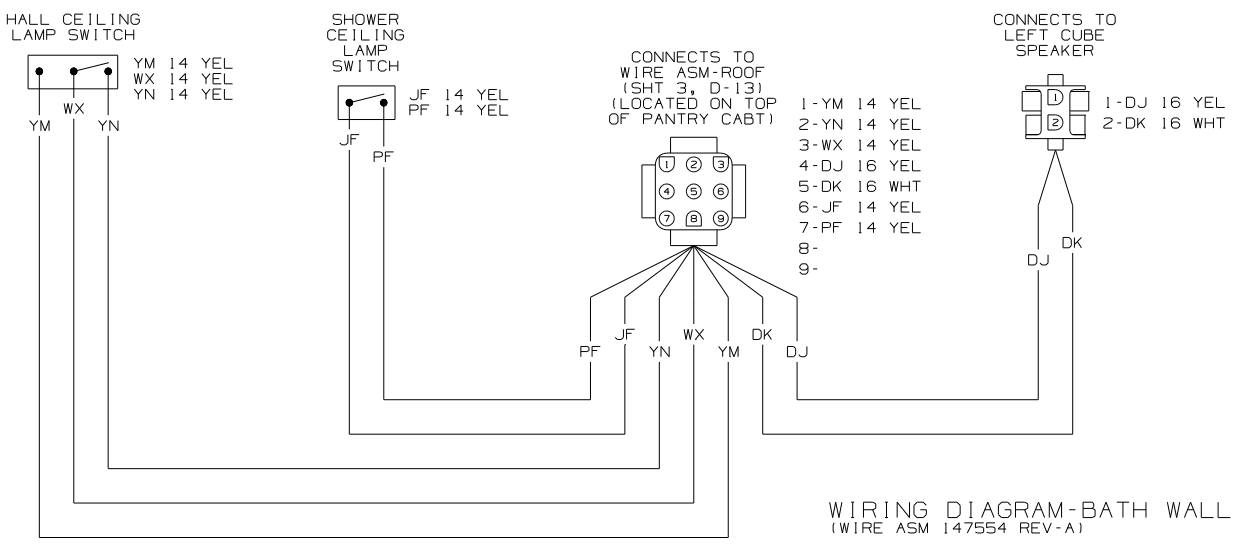 HALL CEILING
LAMP SWITCH
YM 14 YEL
WX 14 YEL
YN 14 YEL
YM
WX
YN
SHOWER
CEILING
LAMP
SWITCH
JF 14 YEL
PF 14 YEL
JF
PF
CONNECTS TO
WIRE ASM-ROOF
(SHT 3, D-13)
(LOCATED ON TOP
OF PANTRY CABT)
1 2 3
4 5 6
7 8 9
1-YM 14 YEL
2-YN 14 YEL
3-WX 14 YEL
4-DJ 16 YEL
5-DK 16 WHT
6-JF 14 YEL
7-PF 14 YEL
8-
9-
CONNECTS TO
LEFT CUBE
SPEAKER
1
2
1-DJ 16 YEL
2-DK 16 WHT
DJ
DK
PF
JF
YN
WX
YM
DK
DJ
WIRING DIAGRAM-BATH WALL
(WIRE ASM 147554 REV-A)